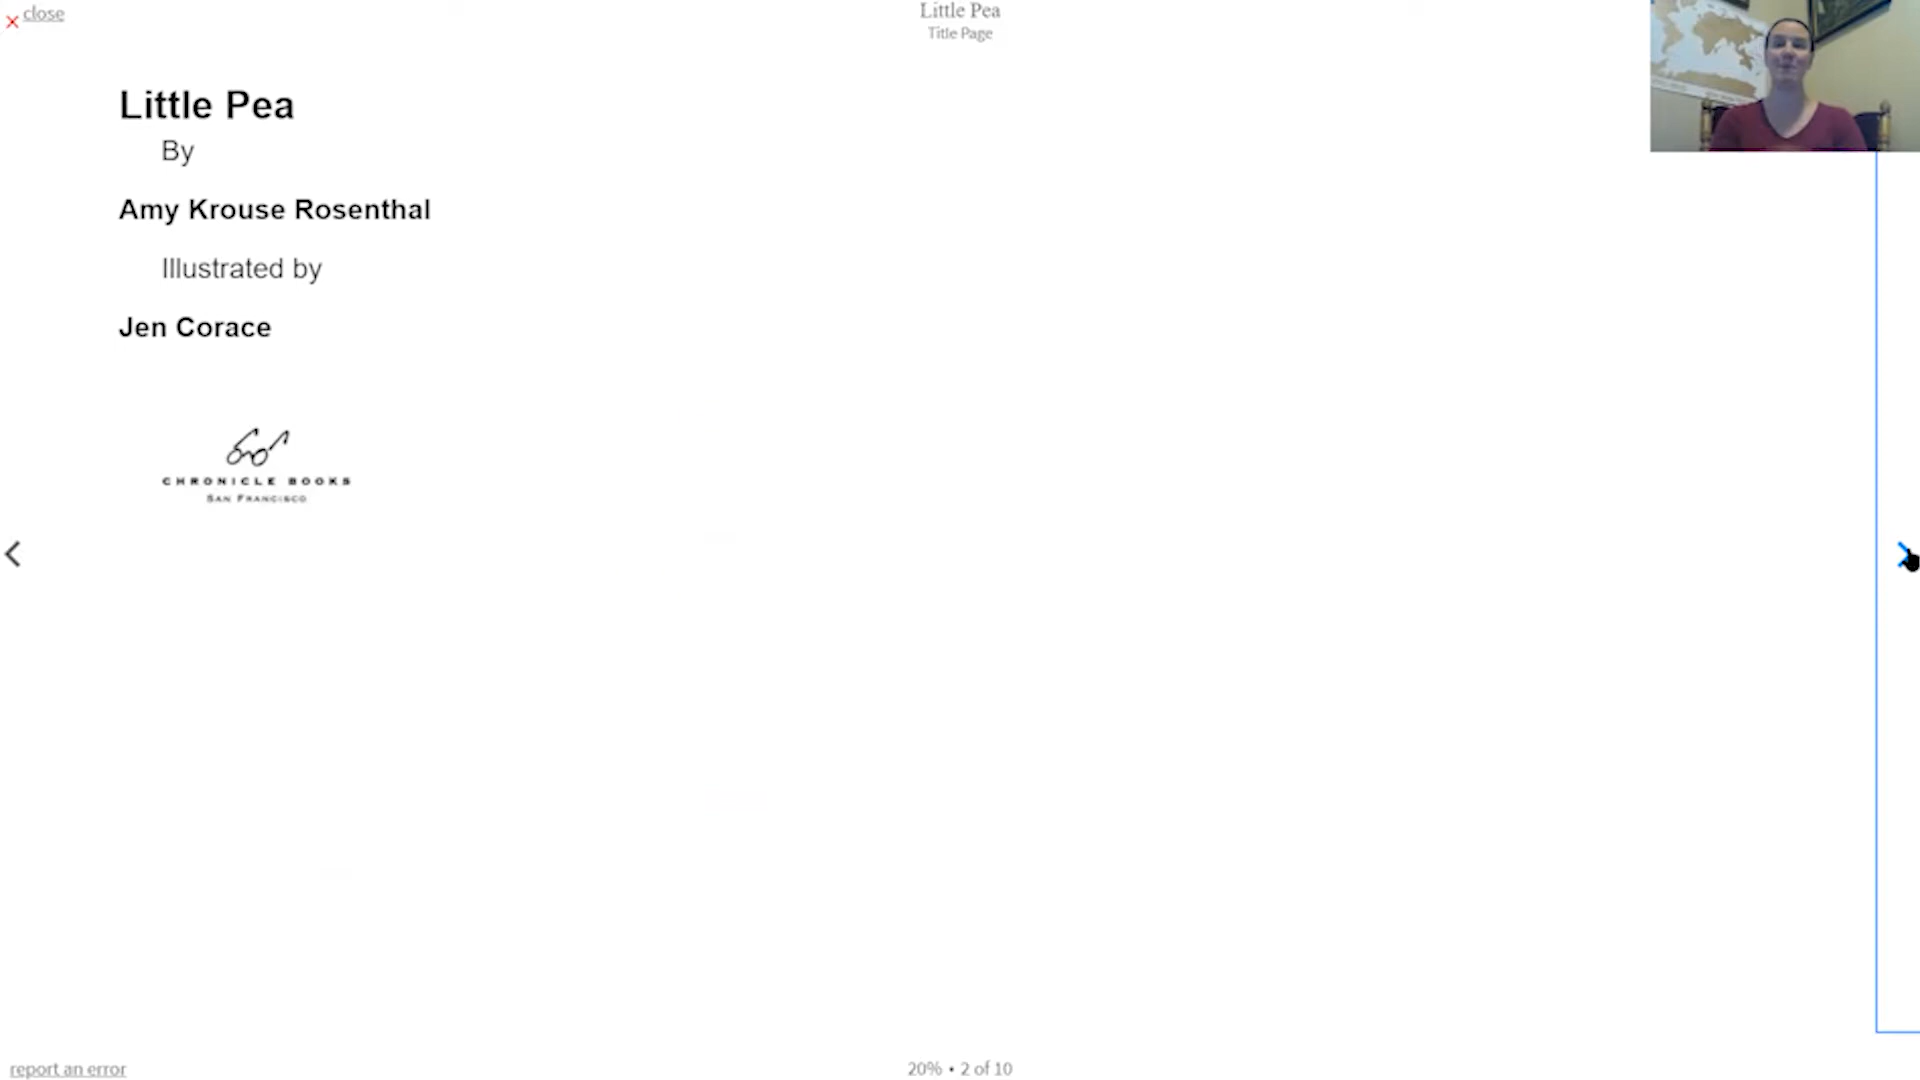 close
Little Pea
Title Page
Little Pea
By
Amy Krouse Rosenthal
Illustrated by
Jen Corace
CHRONICLE BOOKS
SAN FRANCISCO
report an error
20% • 2 of 10